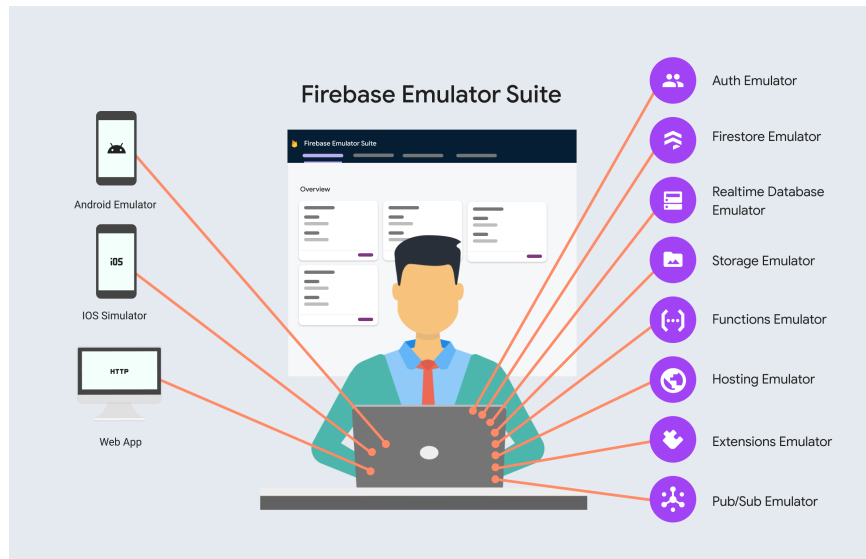 Firebase Emulator Suite
Firebase Emulator Suite
Overview
Android Emulator
iOS
IOS Simulator
HTTP
Web App
Auth Emulator
Firestore Emulator
Realtime Database
Emulator
Storage Emulator
Functions Emulator
Hosting Emulator
Extensions Emulator
Pub/Sub Emulator